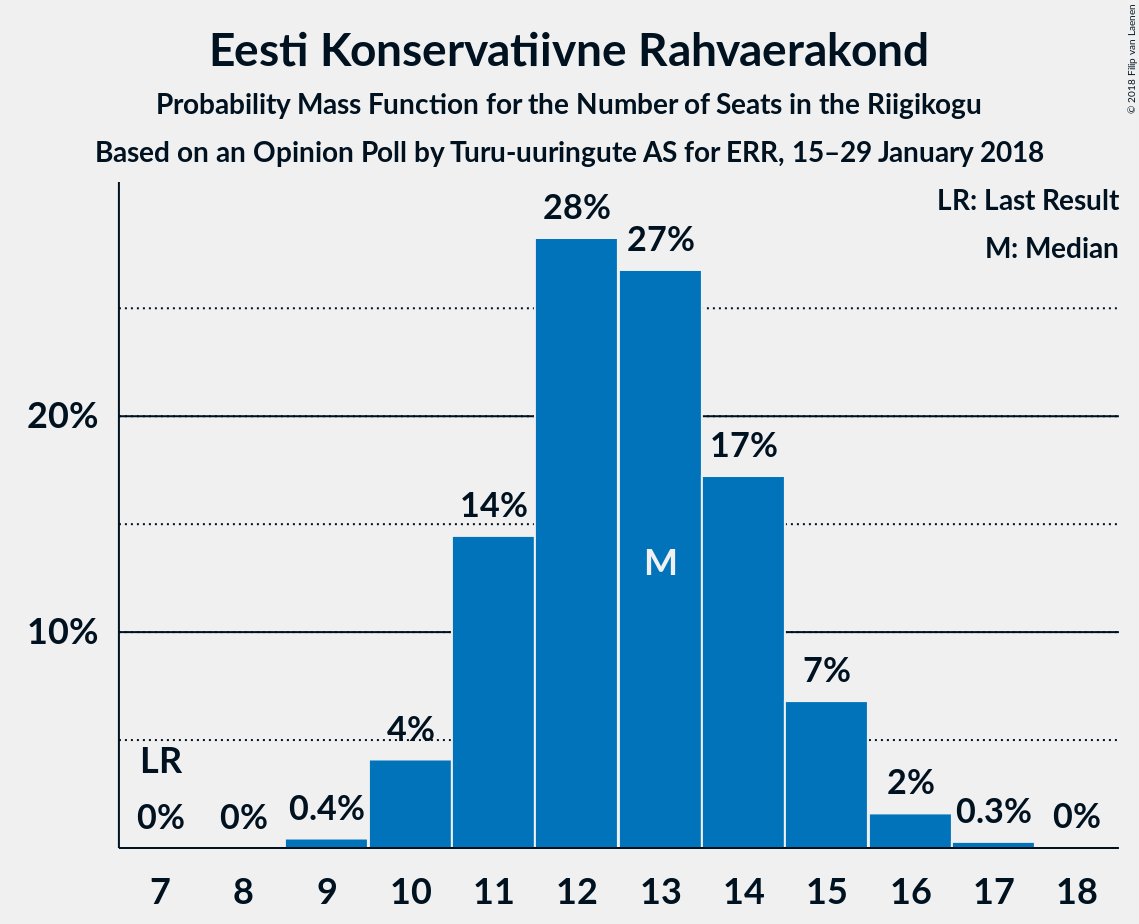 Eesti Konservatiivne Rahvaerakond
Probability Mass Function for the Number of Seats in the Riigikogu
Based on an Opinion Poll by Turu-uuringute AS for ERR, 15–29 January 2018
© 2018 Filip van Laenen
LR: Last Result
M: Median
28%
27%
20%
17%
14%
M
10%
7%
4%
LR
2%
0% 0% 0.4% 0.3% 0%
7 8 9 10 11 12 13 14 15 16 17 18